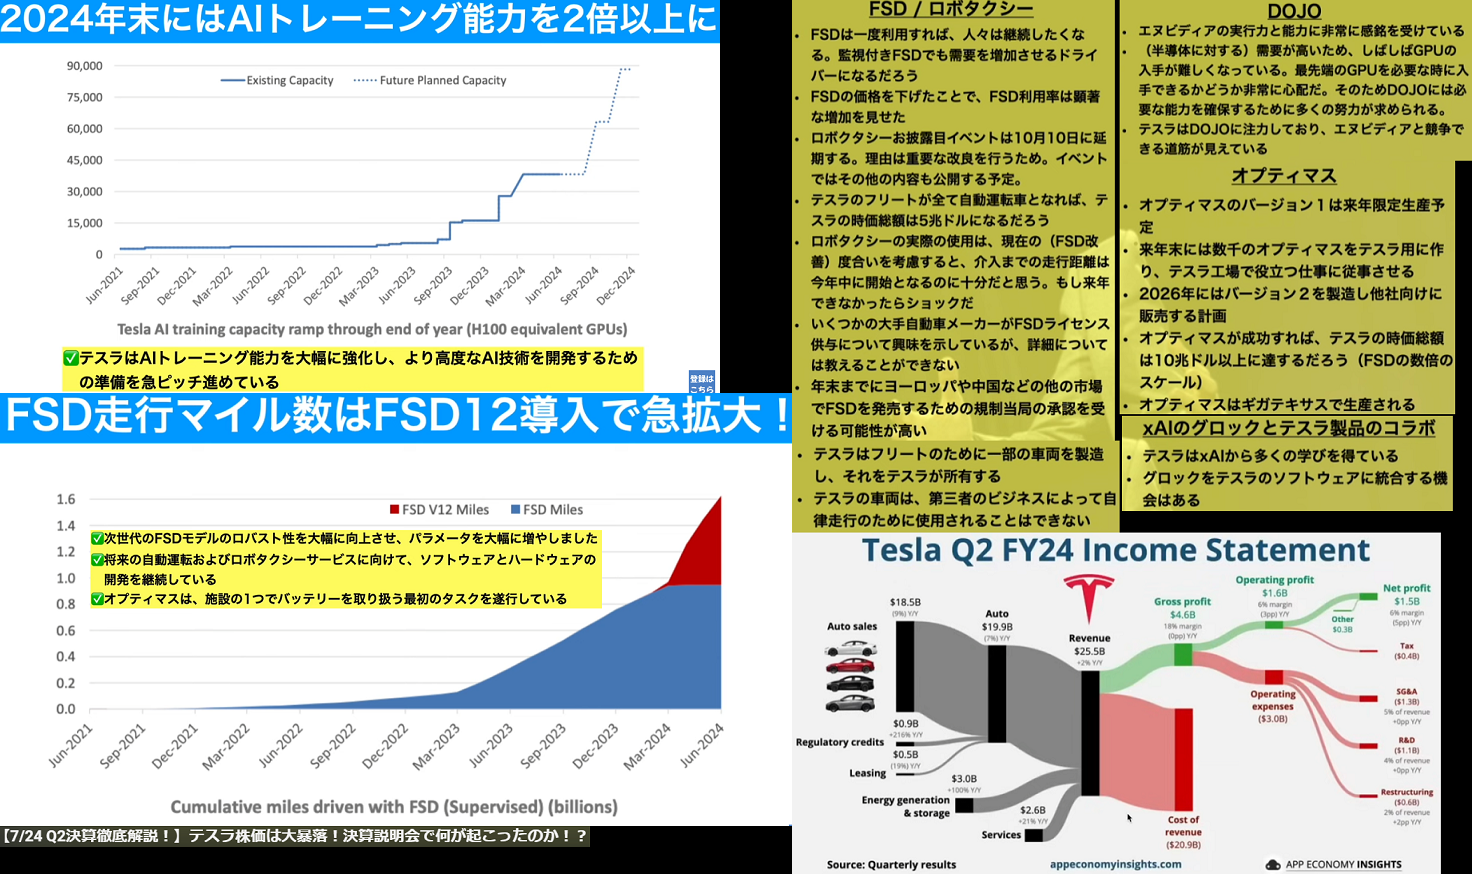 2024年末にはAIトレーニング能力を2倍以上に
90,000
75,000
60,000
45,000
30,000
15,000
0
Existing Capacity
Future Planned Capacity
Jun-2021
Sep-2021
Dec-2021
Mar-2022
Jun-2022
Sep-2022
Dec-2022
Mar-2023
Jun-2023
Sep-2023
Dec-2023
Mar-2024
Jun-2024
Sep-2024
Dec-2024
Tesla AI training capacity ramp through end of year (H100 equivalent GPUs)
✅テスラはAIトレーニング能力を大幅に強化し、より高度なAI技術を開発するため
の準備を急ピッチ進めている
登録は
こちら
FSD走行マイル数はFSD12導入で急拡大！
1.6
1.4
1.2
1.0
0.8
0.6
0.4
0.2
0.0
FSD V12 Miles
FSD Miles
✅次世代のFSDモデルのロバスト性を大幅に向上させ、パラメータを大幅に増やしました
✅将来の自動運転およびロボタクシーサービスに向けて、ソフトウェアとハードウェアの
開発を継続している
✅オプティマスは、施設の1つでバッテリーを取り扱う最初のタスクを遂行している
Jun-2021
Sep-2021
Dec-2021
Mar-2022
Jun-2022
Sep-2022
Dec-2022
Mar-2023
Jun-2023
Sep-2023
Dec-2023
Mar-2024
Jun-2024
Cumulative miles driven with FSD (Supervised) (billions)
【7/24 Q2決算徹底解説！】テスラ株価は大暴落！決算説明会で何が起こったのか！？
FSD / ロボタクシー
• FSDは一度利用すれば、人々は継続したくな
る。監視付きFSDでも需要を増加させるドライ
バーになるだろう
• FSDの価格を下げたことで、FSD利用率は顕著
な増加を見せた
• ロボクタシーお披露目イベントは10月10日に延
期する。理由は重要な改良を行うため。イベント
ではその他の内容も公開する予定。
• テスラのフリートが全て自動運転車となれば、テ
スラの時価総額は5兆ドルになるだろう
• ロボタクシーの実際の使用は、現在の（FSD改
善）度合いを考慮すると、介入までの走行距離は
今年中に開始となるのに十分だと思う。もし来年
できなかったらショックだ
• いくつかの大手自動車メーカーがFSDライセンス
供与について興味を示しているが、詳細について
は教えることができない
• 年末までにヨーロッパや中国などの他の市場
でFSDを発売するための規制当局の承認を受
ける可能性が高い
• テスラはフリートのために一部の車両を製造
し、それをテスラが所有する
• テスラの車両は、第三者のビジネスによって自
律走行のために使用されることはできない
DOJO
• エヌビディアの実行力と能力に非常に感銘を受けている
• （半導体に対する）需要が高いため、しばしばGPUの
入手が難しくなっている。最先端のGPUを必要な時に入
手できるかどうか非常に心配だ。そのためDOJOには必
要な能力を確保するために多くの努力が求められる。
• テスラはDOJOに注力しており、エヌビディアと競争で
きる道筋が見えている
オプティマス
• オプティマスのバージョン１は来年限定生産予
定
• 来年末には数千のオプティマスをテスラ用に作
り、テスラ工場で役立つ仕事に従事させる
• 2026年にはバージョン２を製造し他社向けに
販売する計画
• オプティマスが成功すれば、テスラの時価総額
は10兆ドル以上に達するだろう（FSDの数倍の
スケール）
• オプティマスはギガテキサスで生産される
xAIのグロックとテスラ製品のコラボ
• テスラはxAIから多くの学びを得ている
• グロックをテスラのソフトウェアに統合する機
会はある
Tesla Q2 FY24 Income Statement
$18.5B
(9%) Y/Y
Auto sales
$0.9B
+216% Y/Y
Regulatory credits
$0.5B
(19%) Y/Y
Leasing
Auto
$19.9B
(7%) Y/Y
$3.0B
+100% Y/Y
Energy generation
& storage
$2.6B
+21% Y/Y
Services
Revenue
$25.5B
+2% Y/Y
Gross profit
$4.6B
18% margin
(0pp) Y/Y
Cost of
revenue
($20.9B)
Operating profit
$1.6B
6% margin
(3pp) Y/Y
Operating
expenses
($3.0B)
Other
$0.3B
Net profit
$1.5B
6% margin
(5pp) Y/Y
Tax
($0.4B)
SG&A
($1.3B)
5% of revenue
+0pp Y/Y
R&D
($1.1B)
4% of revenue
+0pp Y/Y
Restructuring
($0.6B)
2% of revenue
+2pp Y/Y
Source: Quarterly results
appeconomyinsights.com
APP ECONOMY INSIGHTS